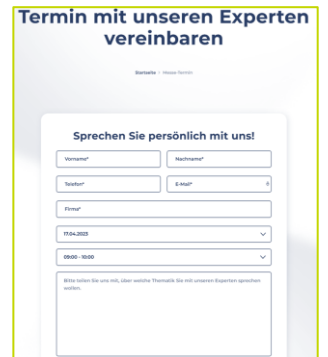 Termin mit unseren Experten
vereinbaren
Startseite | Messe-Termin
Sprechen Sie persönlich mit uns!
Vorname* Nachname*
Telefon* E-Mail*
Firma*
17.04.2023
09:00 - 10:00
Bitte teilen Sie uns mit, über welche Thematik Sie mit unseren Experten sprechen
wollen.